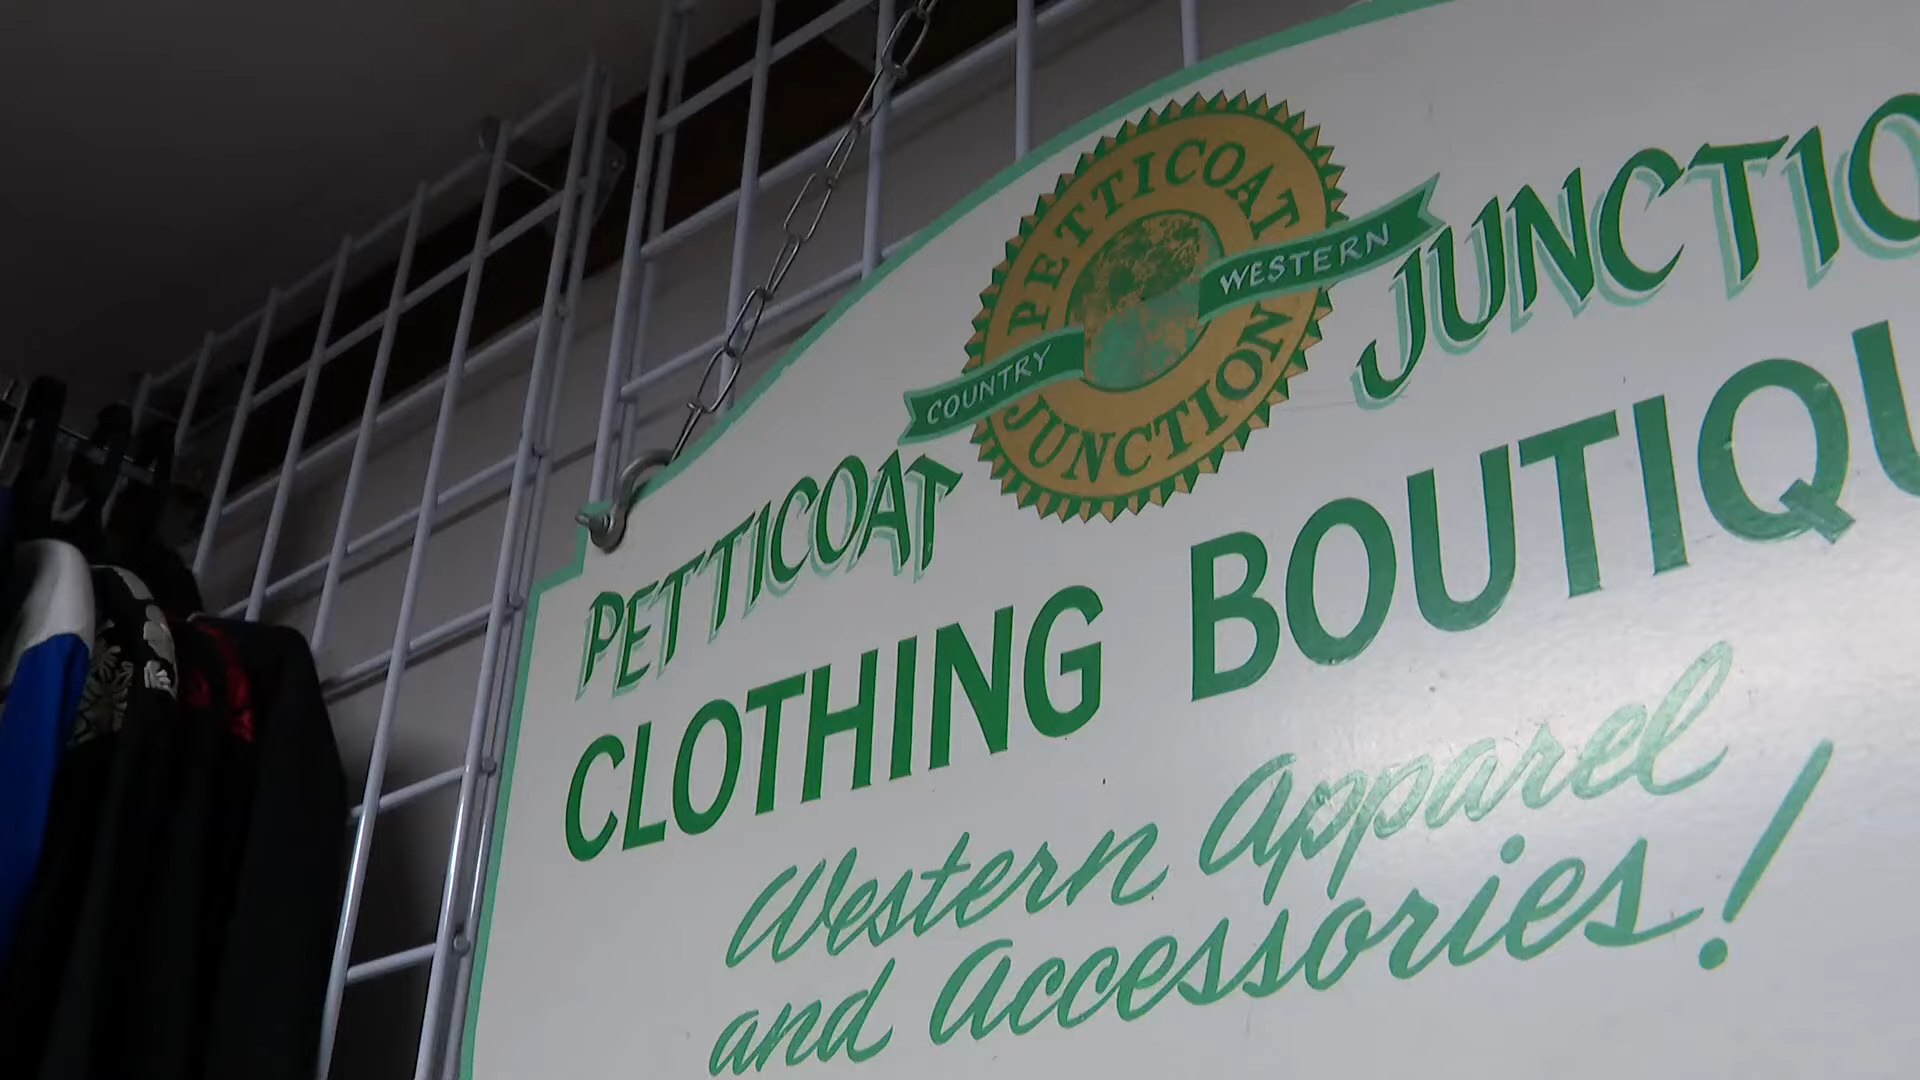 PETTICOAT JUNCTION
COUNTRY WESTERN
PETTICOAT JUNCTIO
CLOTHING BOUTIQU
Western Apparel
and Accessories!